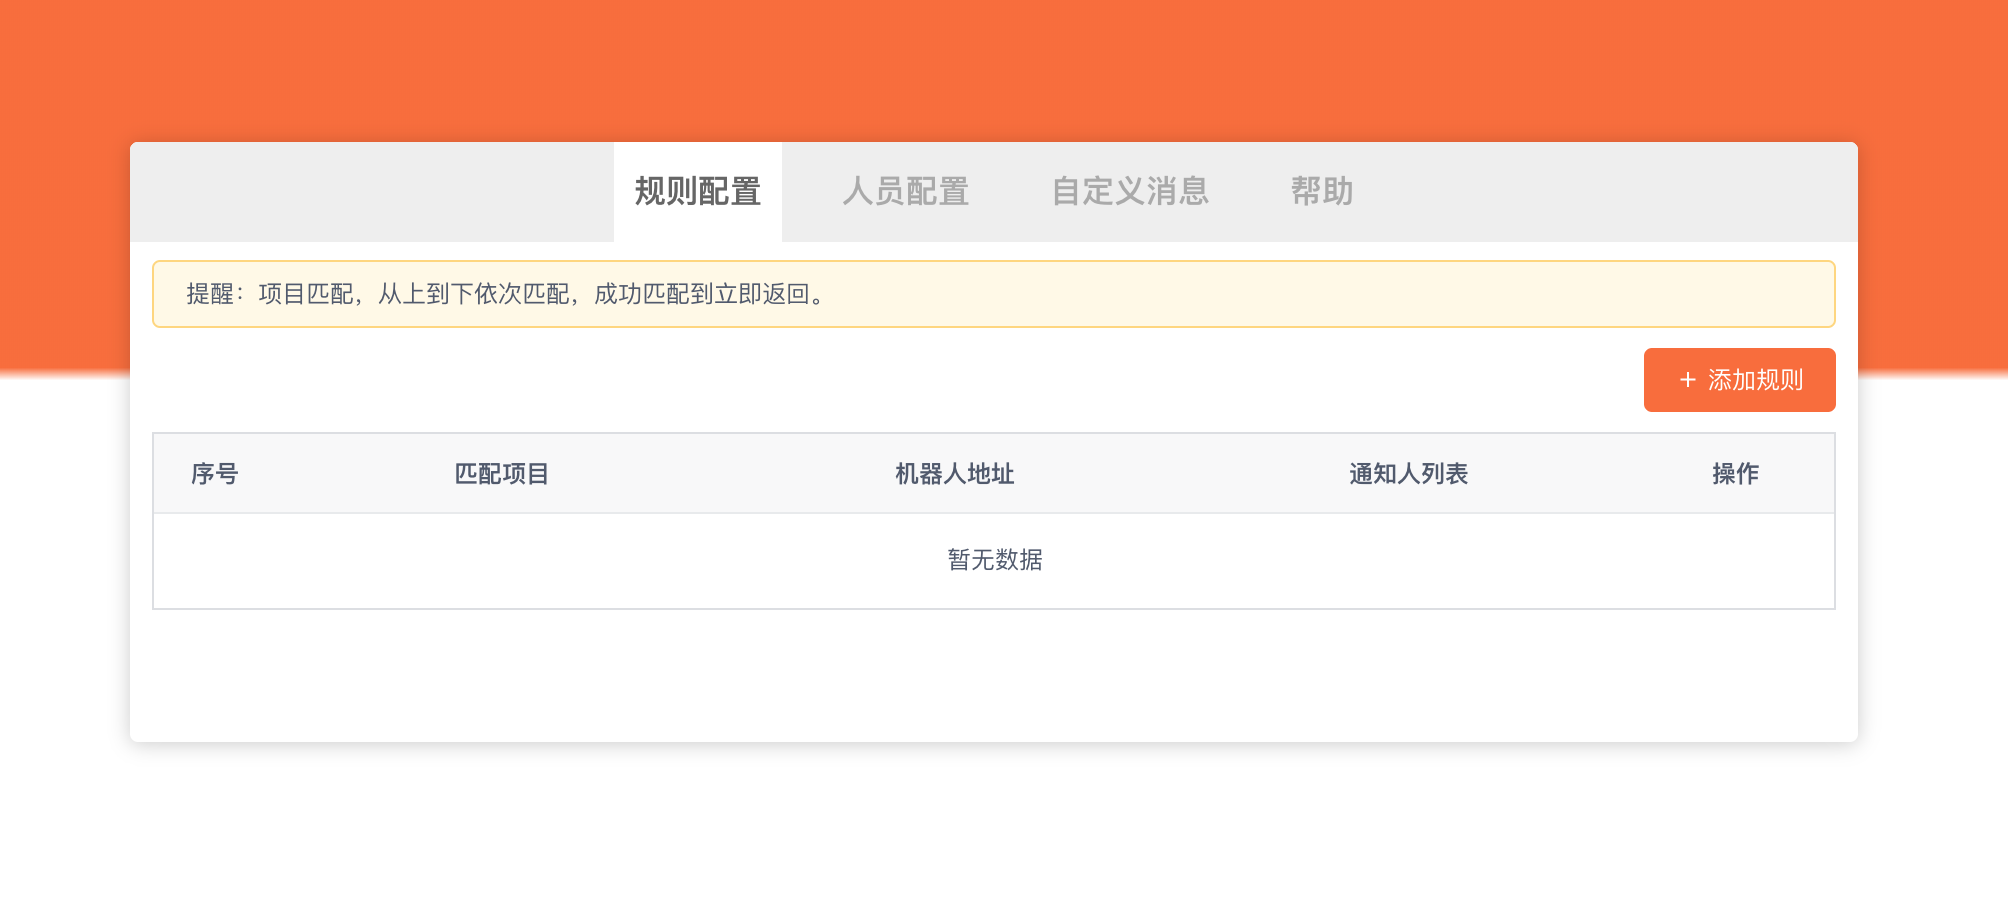 规则配置 人员配置 自定义消息 帮助
提醒：项目匹配，从上到下依次匹配，成功匹配到立即返回。
+ 添加规则
序号 匹配项目 机器人地址 通知人列表 操作
暂无数据